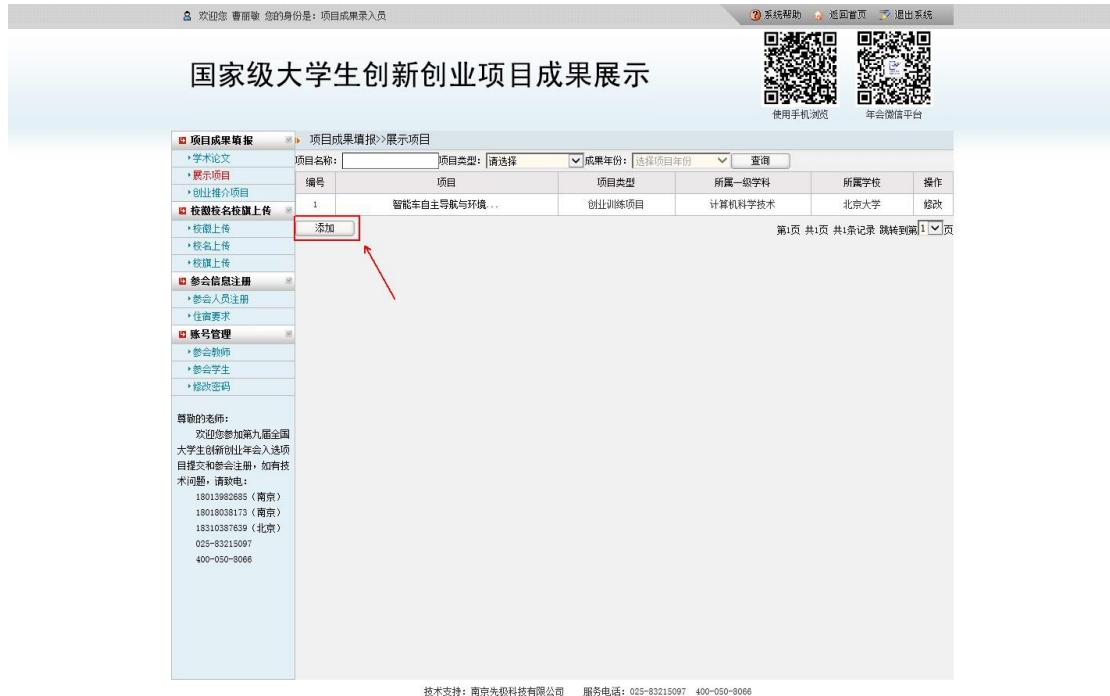 欢迎您 曹丽敏 您的身份是：项目成果录入员
系统帮助 返回首页 退出系统
国家级大学生创新创业项目成果展示
使用手机浏览 年会微信平台
项目成果填报
学术论文
展示项目
创业推介项目
校徽校名校旗上传
校徽上传
校名上传
校旗上传
参会信息注册
参会人员注册
住宿要求
账号管理
参会教师
参会学生
修改密码
尊敬的老师：
欢迎您参加第九届全国
大学生创新创业年会入选项
目提交和参会注册，如有技
术问题，请致电：
18013982685（南京）
18018038173（南京）
18310387639（北京）
025-83215097
400-050-8066
项目成果填报>>展示项目
项目名称： 项目类型：请选择 成果年份：选择项目年份 查询
编号 项目 项目类型 所属一级学科 所属学校 操作
1 智能车自主导航与环境... 创业训练项目 计算机科学技术 北京大学 修改
添加 第1页 共1页 共1条记录 跳转到第1页
技术支持：南京先极科技有限公司 服务电话：025-83215097 400-050-8066